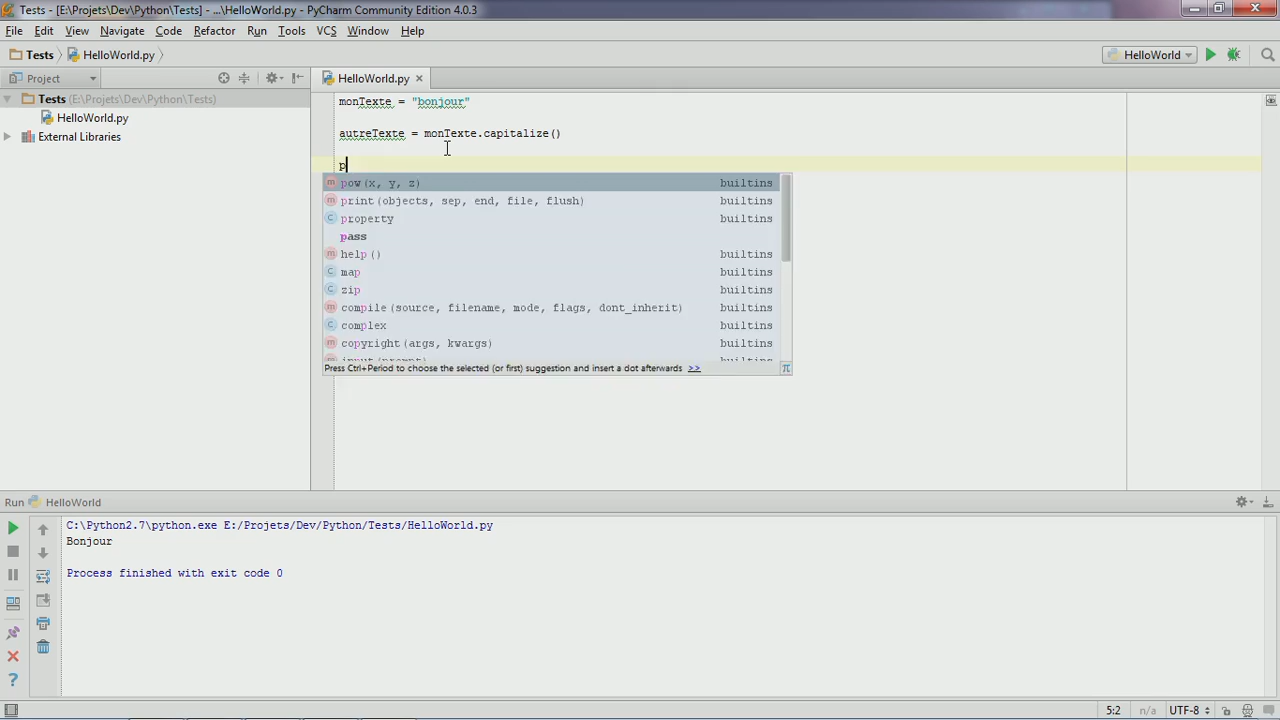 Tests - [E:\Projets\Dev\Python\Tests] - ...\HelloWorld.py - PyCharm Community Edition 4.0.3
File Edit View Navigate Code Refactor Run Tools VCS Window Help
Tests HelloWorld.py HelloWorld
Project HelloWorld.py
Tests (E:\Projets\Dev\Python\Tests)
HelloWorld.py
External Libraries
monTexte = "bonjour"
autreTexte = monTexte.capitalize()
p
pow(x, y, z) builtins
print(objects, sep, end, file, flush) builtins
property builtins
pass
help() builtins
map builtins
zip builtins
compile(source, filename, mode, flags, dont_inherit) builtins
complex builtins
copyright(args, kwargs) builtins
input(prompt) builtins
Press Ctrl+Period to choose the selected (or first) suggestion and insert a dot afterwards >> π
Run HelloWorld
C:\Python2.7\python.exe E:/Projets/Dev/Python/Tests/HelloWorld.py
Bonjour
Process finished with exit code 0
5:2 n/a UTF-8